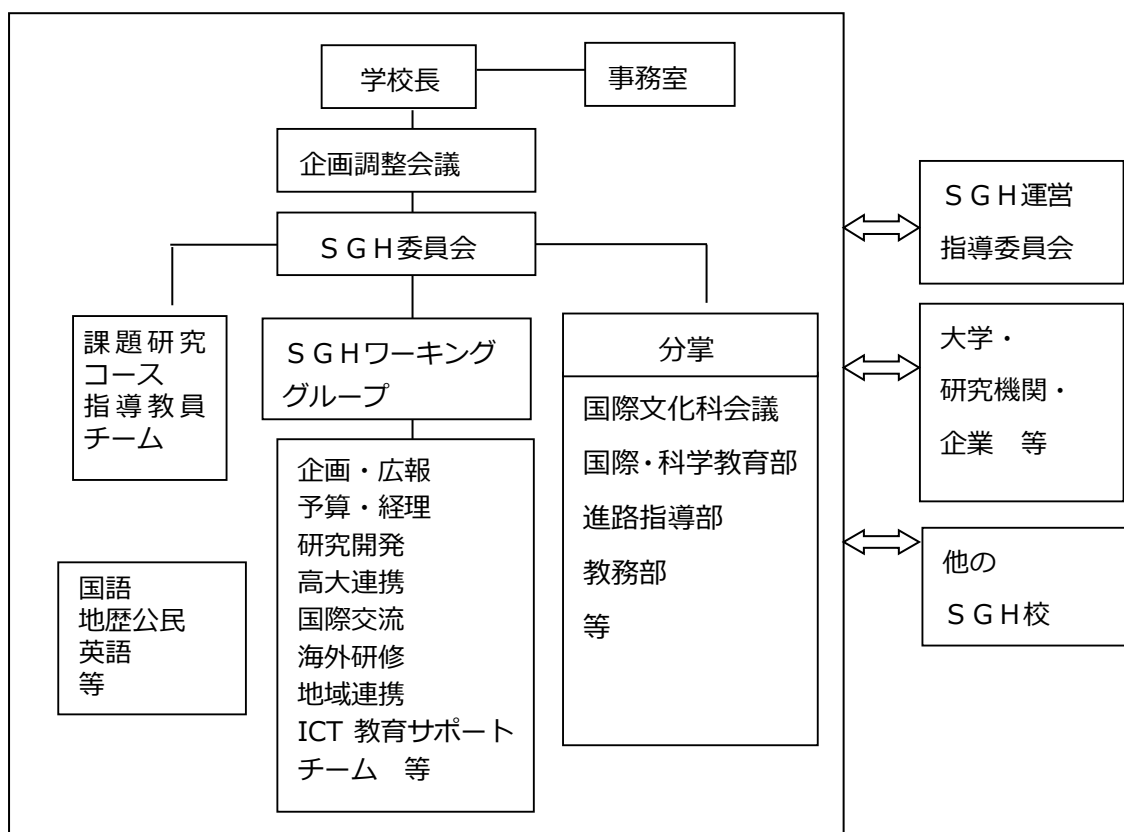 学校長
事務室
企画調整会議
ＳＧＨ委員会
課題研究
コース
指導教員
チーム
ＳＧＨワーキング
グループ
分掌
国語
地歴公民
英語
等
企画・広報
予算・経理
研究開発
高大連携
国際交流
海外研修
地域連携
ICT 教育サポート
チーム　等
国際文化科会議
国際・科学教育部
進路指導部
教務部
等
ＳＧＨ運営
指導委員会
大学・
研究機関・
企業　等
他の
ＳＧＨ校